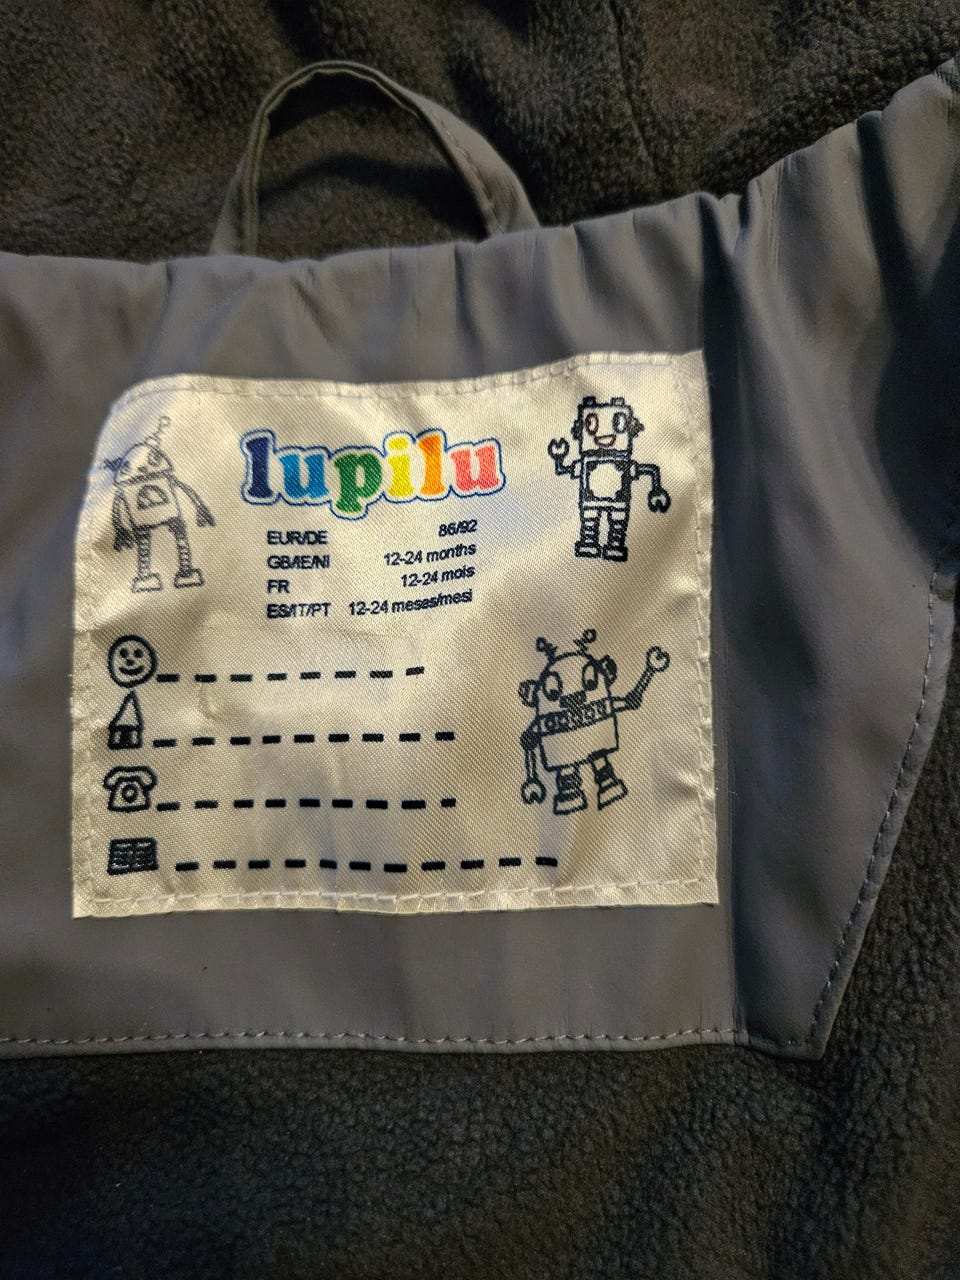 lupilu
EUR/DE 86/92
GB/IE/NI 12-24 months
FR 12-24 mois
ES/IT/PT 12-24 meses/mesi